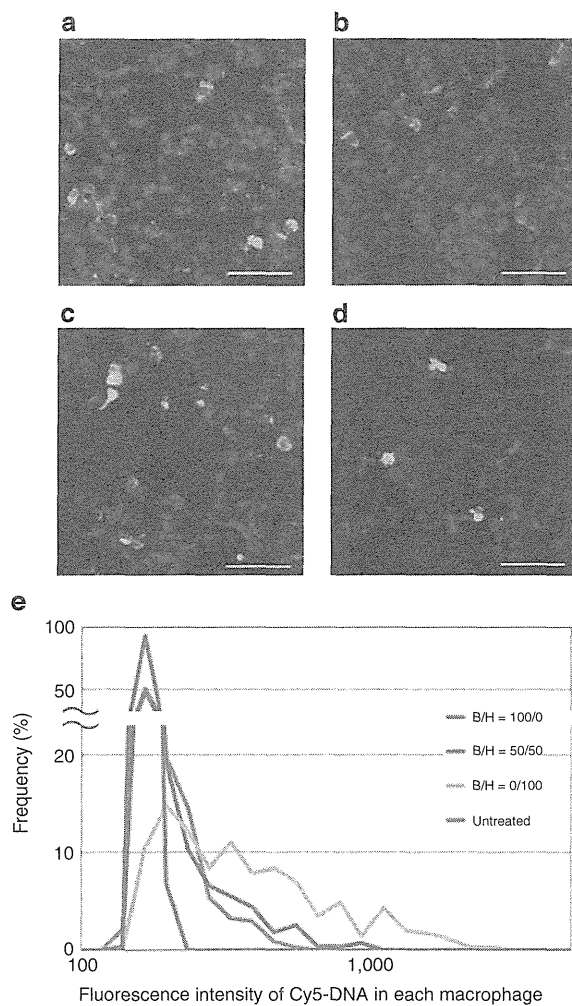 a
b
c
d
e
100
50
20
10
0
Frequency (%)
B/H = 100/0
B/H = 50/50
B/H = 0/100
Untreated
100
1,000
Fluorescence intensity of Cy5-DNA in each macrophage